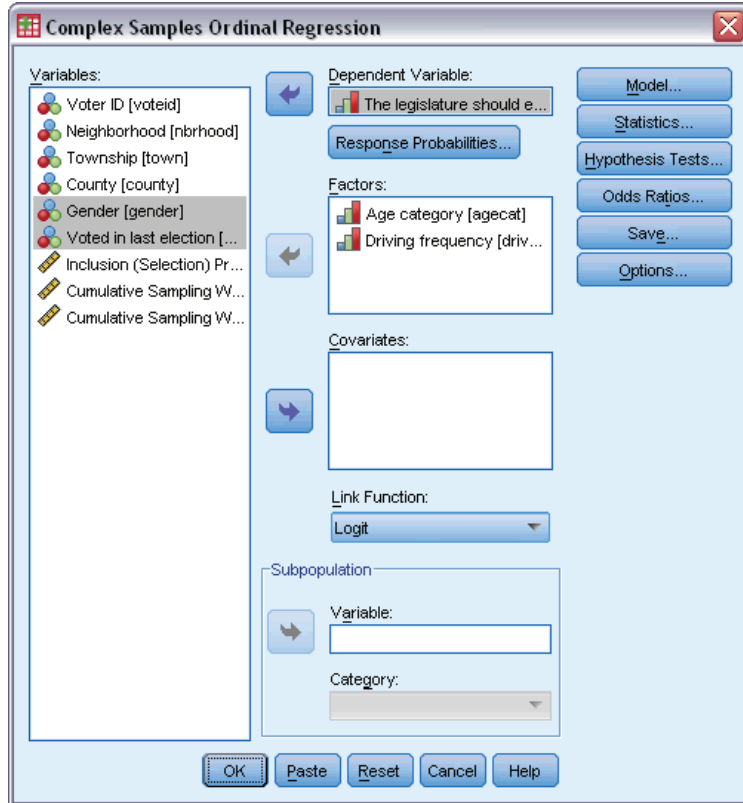 Complex Samples Ordinal Regression
Variables:
Voter ID [voteid]
Neighborhood [nbrhood]
Township [town]
County [county]
Gender [gender]
Voted in last election [...
Inclusion (Selection) Pr...
Cumulative Sampling W...
Cumulative Sampling W...
Dependent Variable:
The legislature should e...
Response Probabilities...
Factors:
Age category [agecat]
Driving frequency [driv...
Covariates:
Link Function:
Logit
Subpopulation
Variable:
Category:
Model...
Statistics...
Hypothesis Tests...
Odds Ratios...
Save...
Options...
OK
Paste
Reset
Cancel
Help